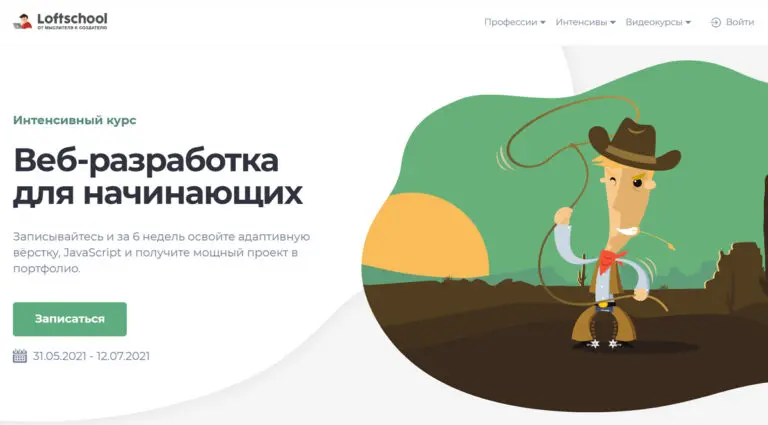 Loftschool
ОТ МЫСЛИТЕЛЯ К СОЗДАТЕЛЮ
Профессии
Интенсивы
Видеокурсы
Войти
Интенсивный курс
Веб-разработка
для начинающих
Записывайтесь и за 6 недель освойте адаптивную
вёрстку, JavaScript и получите мощный проект в
портфолио.
Записаться
31.05.2021 - 12.07.2021